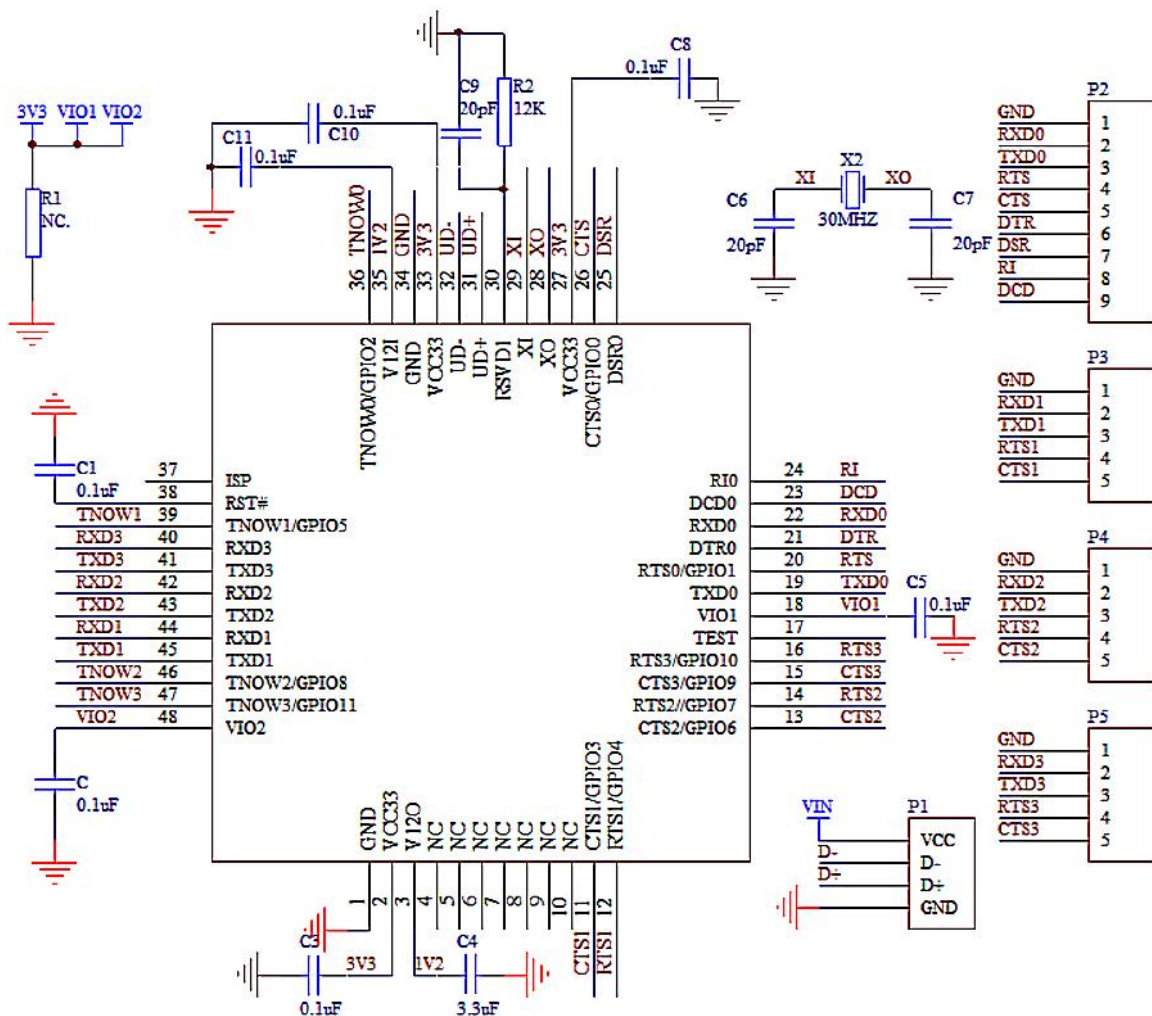 C8
0.1uF
C9
20pF
R2
12K
P2
3V3 VIO1 VIO2
0.1uF
C10
C11
0.1uF
GND 1
RXD0 2
TXD0 3
RTS 4
CTS 5
DTR 6
DSR 7
RI 8
DCD 9
XI X2 XO
30MHZ
C6
20pF
C7
20pF
R1
NC.
36 TNOW0
35 1V2
34 GND
33 3V3
32 UD-
31 UD+
30
29 XI
28 XO
27 3V3
26 CTS
25 DSR
TNOW0/GPIO2
V12I
GND
VCC33
UD-
UD+
RSVD1
XI
XO
VCC33
CTS0/GPIO0
DSR0
P3
GND 1
RXD1 2
TXD1 3
RTS1 4
CTS1 5
C1
0.1uF
37 ISP
38 RST#
TNOW1 39 TNOW1/GPIO5
RXD3 40 RXD3
TXD3 41 TXD3
RXD2 42 RXD2
TXD2 43 TXD2
RXD1 44 RXD1
TXD1 45 TXD1
TNOW2 46 TNOW2/GPIO8
TNOW3 47 TNOW3/GPIO11
VIO2 48 VIO2
RI0 24 RI
DCD0 23 DCD
RXD0 22 RXD0
DTR0 21 DTR
RTS0/GPIO1 20 RTS
TXD0 19 TXD0
VIO1 18 VIO1
TEST 17
RTS3/GPIO10 16 RTS3
CTS3/GPIO9 15 CTS3
RTS2//GPIO7 14 RTS2
CTS2/GPIO6 13 CTS2
C5
0.1uF
P4
GND 1
RXD2 2
TXD2 3
RTS2 4
CTS2 5
C
0.1uF
GND
VCC33
V12O
NC
NC
NC
NC
NC
NC
NC
CTS1/GPIO3
RTS1/GPIO4
1
2
3
4
5
6
7
8
9
10
11 CTS1
12 RTS1
P5
GND 1
RXD3 2
TXD3 3
RTS3 4
CTS3 5
VIN
P1
VCC
D- D-
D+ D+
GND
C3
0.1uF
3V3
1V2
C4
3.3uF